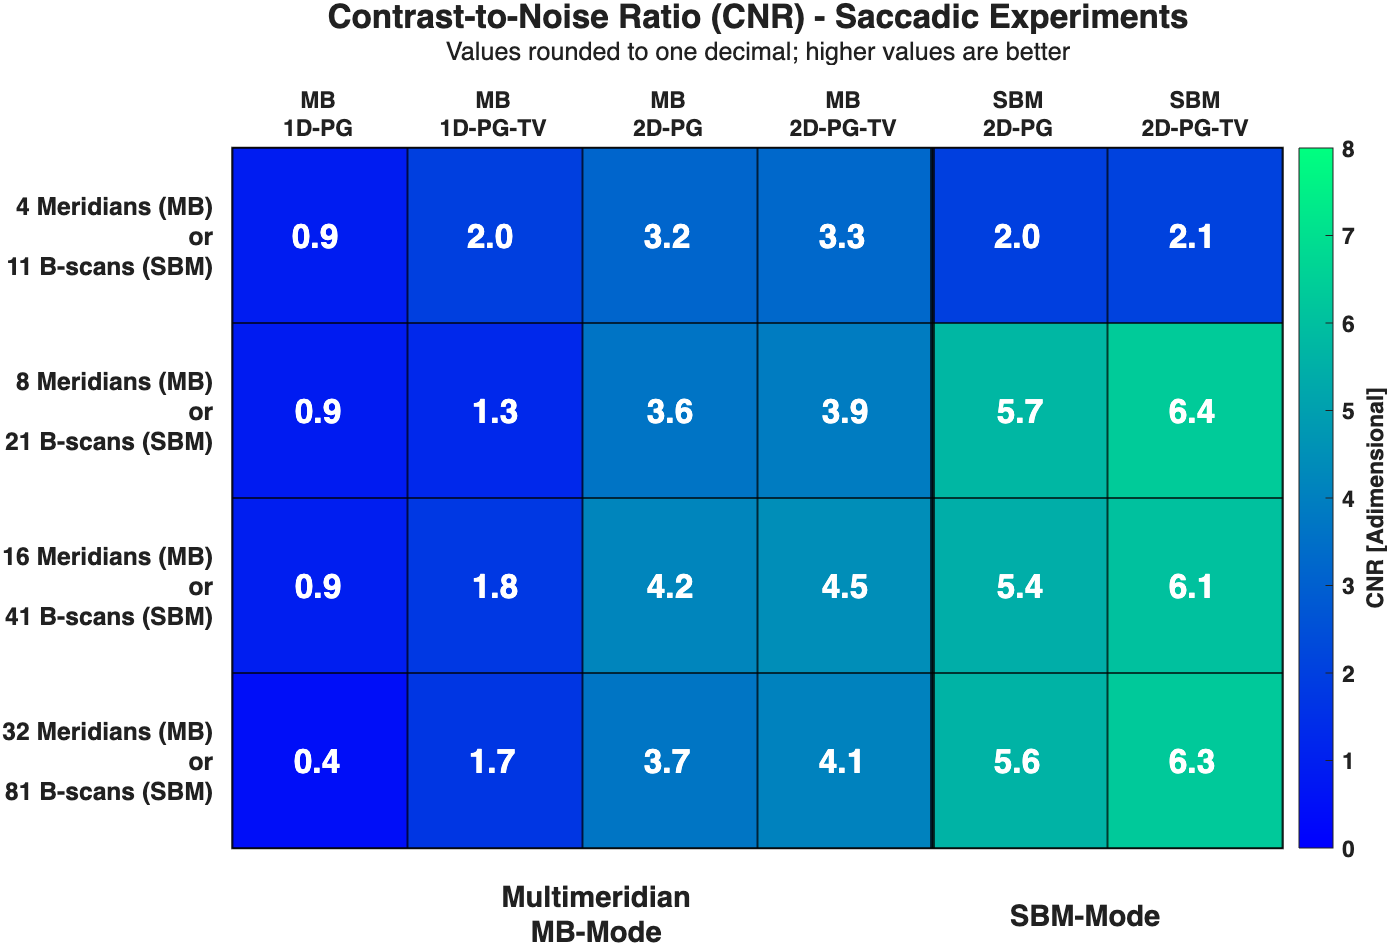 Contrast-to-Noise Ratio (CNR) - Saccadic Experiments
Values rounded to one decimal; higher values are better
MB 1D-PG
MB 1D-PG-TV
MB 2D-PG
MB 2D-PG-TV
SBM 2D-PG
SBM 2D-PG-TV
4 Meridians (MB)
or
11 B-scans (SBM)
0.9 2.0 3.2 3.3 2.0 2.1
8 Meridians (MB)
or
21 B-scans (SBM)
0.9 1.3 3.6 3.9 5.7 6.4
16 Meridians (MB)
or
41 B-scans (SBM)
0.9 1.8 4.2 4.5 5.4 6.1
32 Meridians (MB)
or
81 B-scans (SBM)
0.4 1.7 3.7 4.1 5.6 6.3
8
7
6
5
4
3
2
1
0
CNR [Adimensional]
Multimeridian
MB-Mode
SBM-Mode